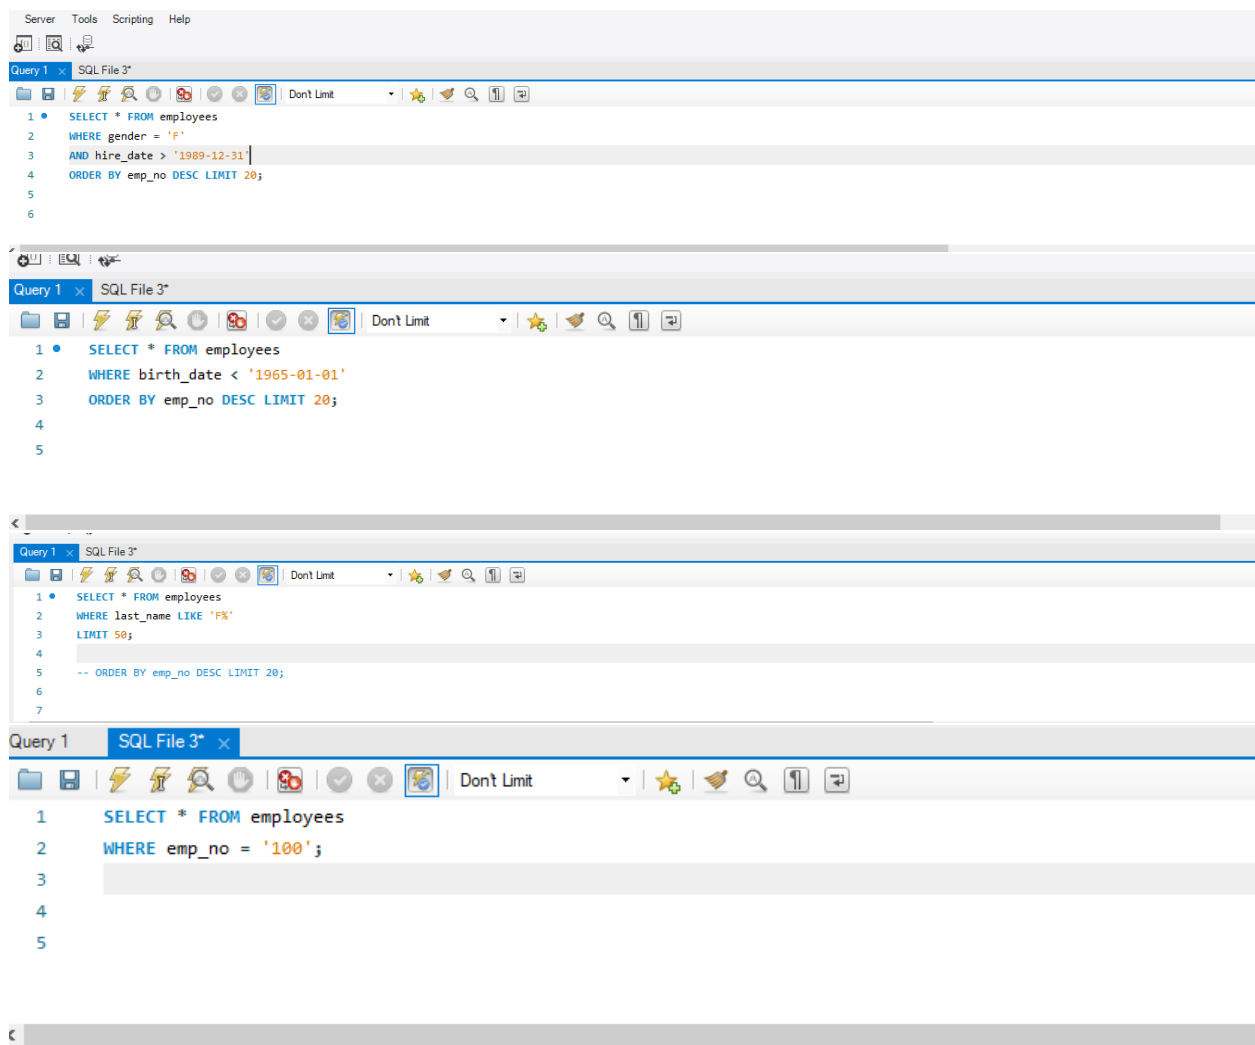 Server Tools Scripting Help
Query 1 SQL File 3*
Don't Limit
1 SELECT * FROM employees
2 WHERE gender = 'F'
3 AND hire_date > '1989-12-31'
4 ORDER BY emp_no DESC LIMIT 20;
5
6
Query 1 SQL File 3*
Don't Limit
1 SELECT * FROM employees
2 WHERE birth_date < '1965-01-01'
3 ORDER BY emp_no DESC LIMIT 20;
4
5
Query 1 SQL File 3*
Don't Limit
1 SELECT * FROM employees
2 WHERE last_name LIKE 'F%'
3 LIMIT 50;
4
5 -- ORDER BY emp_no DESC LIMIT 20;
6
7
Query 1 SQL File 3*
Don't Limit
1 SELECT * FROM employees
2 WHERE emp_no = '100';
3
4
5